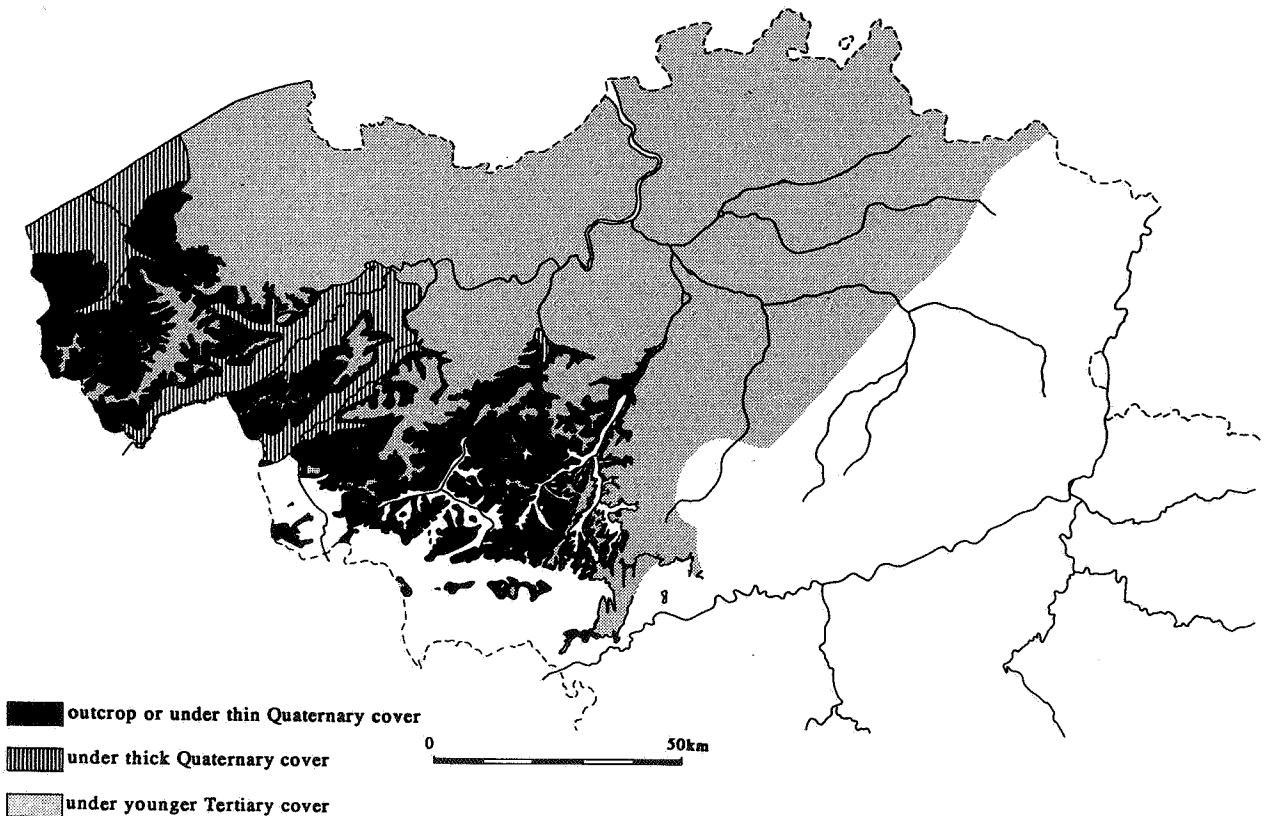 outcrop or under thin Quaternary cover
under thick Quaternary cover
under younger Tertiary cover
0 50km